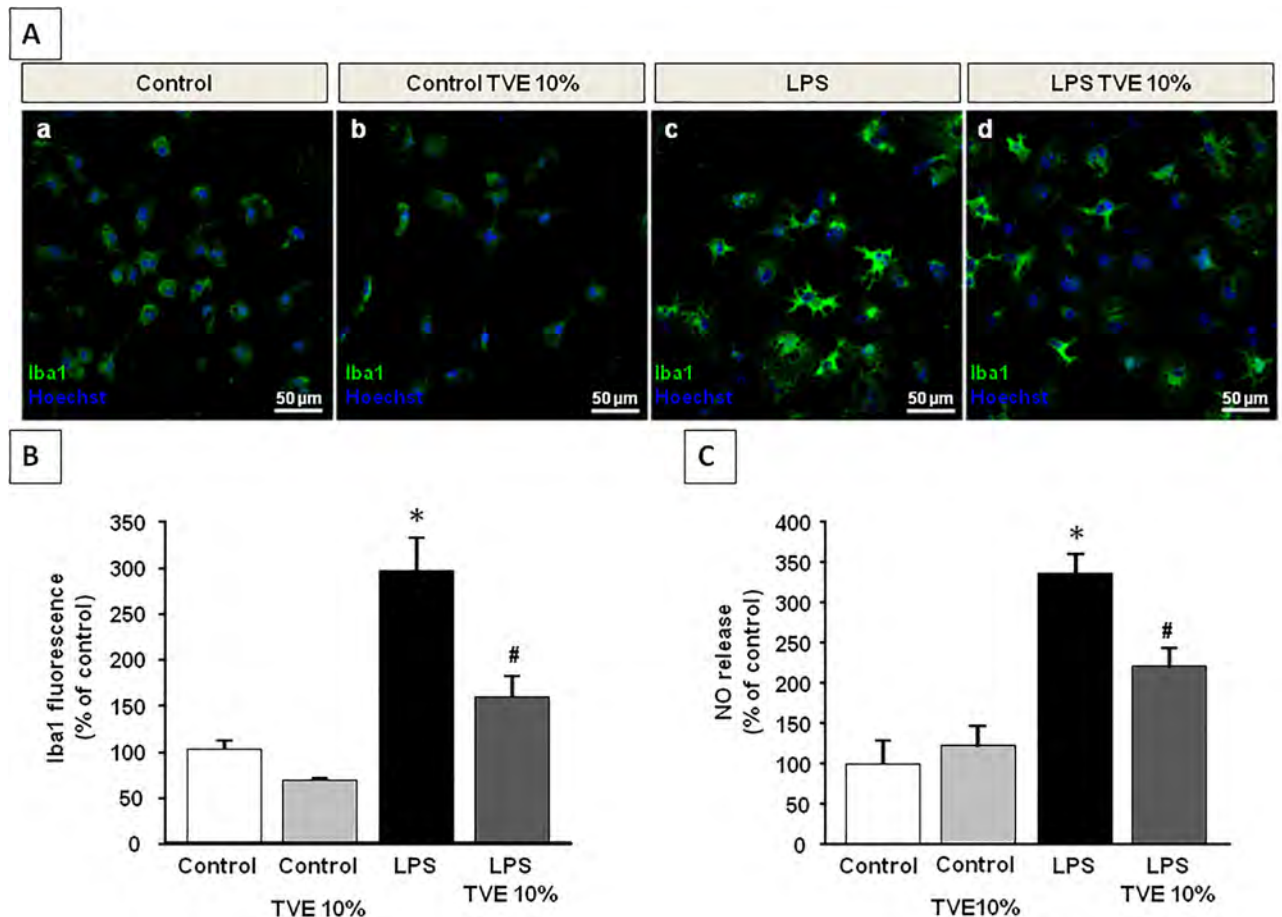 A
Control
Control TVE 10%
LPS
LPS TVE 10%
a
b
c
d
Iba1
Hoechst
50 µm
Iba1
Hoechst
50 µm
Iba1
Hoechst
50 µm
Iba1
Hoechst
50 µm
B
Iba1 fluorescence
(% of control)
350
300
250
200
150
100
50
0
*
#
Control
Control
TVE 10%
LPS
LPS
TVE 10%
C
NO release
(% of control)
400
350
300
250
200
150
100
50
0
*
#
Control
Control
TVE10%
LPS
LPS
TVE 10%